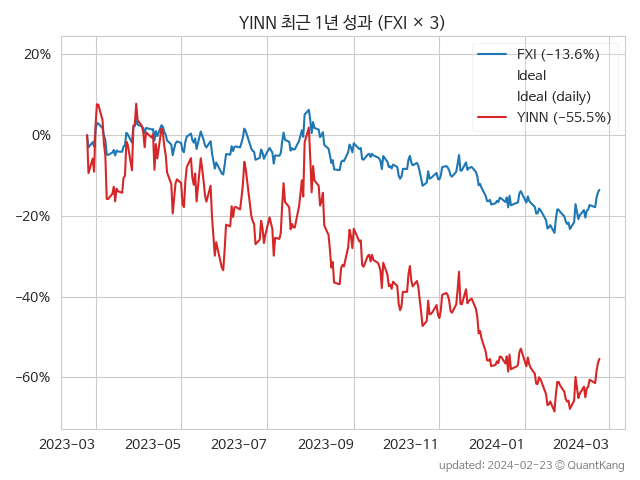 YINN 최근 1년 성과 (FXI × 3)
FXI (−13.6%)
Ideal
Ideal (daily)
YINN (−55.5%)
20%
0%
−20%
−40%
−60%
2023−03
2023−05
2023−07
2023−09
2023−11
2024−01
2024−03
updated: 2024−02−23 ⓒ QuantKang